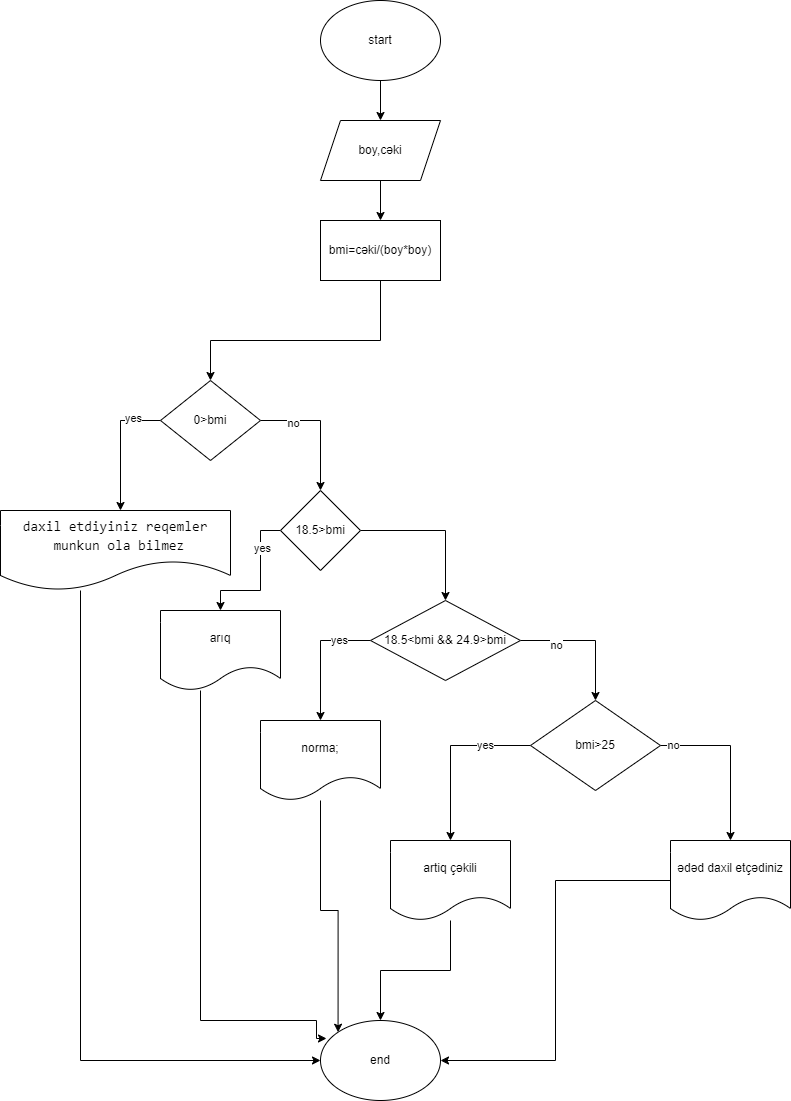 start
boy,cəki
bmi=cəki/(boy*boy)
0>bmi
yes
no
daxil etdiyiniz reqemler
munkun ola bilmez
18.5>bmi
yes
arıq
18.5<bmi && 24.9>bmi
yes
no
norma;
bmi>25
yes
no
artiq çəkili
ədəd daxil etçədiniz
end